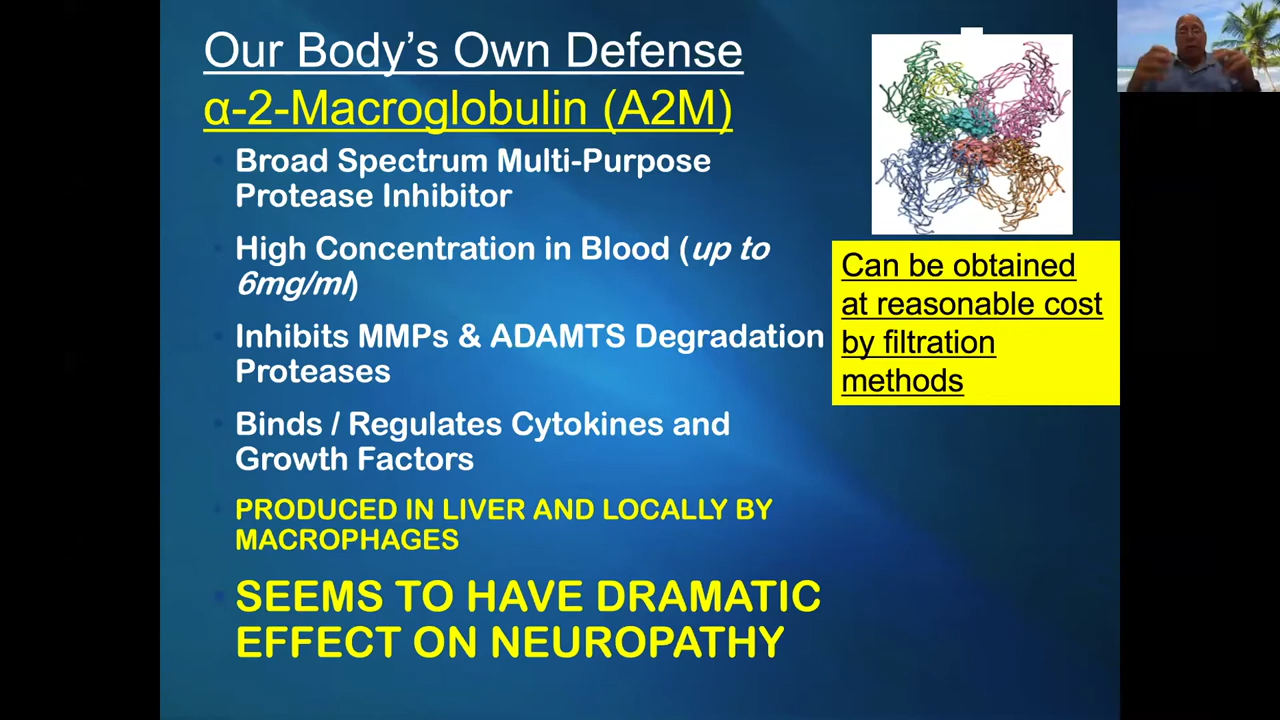 Our Body's Own Defense
α-2-Macroglobulin (A2M)
Broad Spectrum Multi-Purpose
Protease Inhibitor
High Concentration in Blood (up to
6mg/ml)
Inhibits MMPs & ADAMTS Degradation
Proteases
Binds / Regulates Cytokines and
Growth Factors
PRODUCED IN LIVER AND LOCALLY BY
MACROPHAGES
SEEMS TO HAVE DRAMATIC
EFFECT ON NEUROPATHY
Can be obtained
at reasonable cost
by filtration
methods